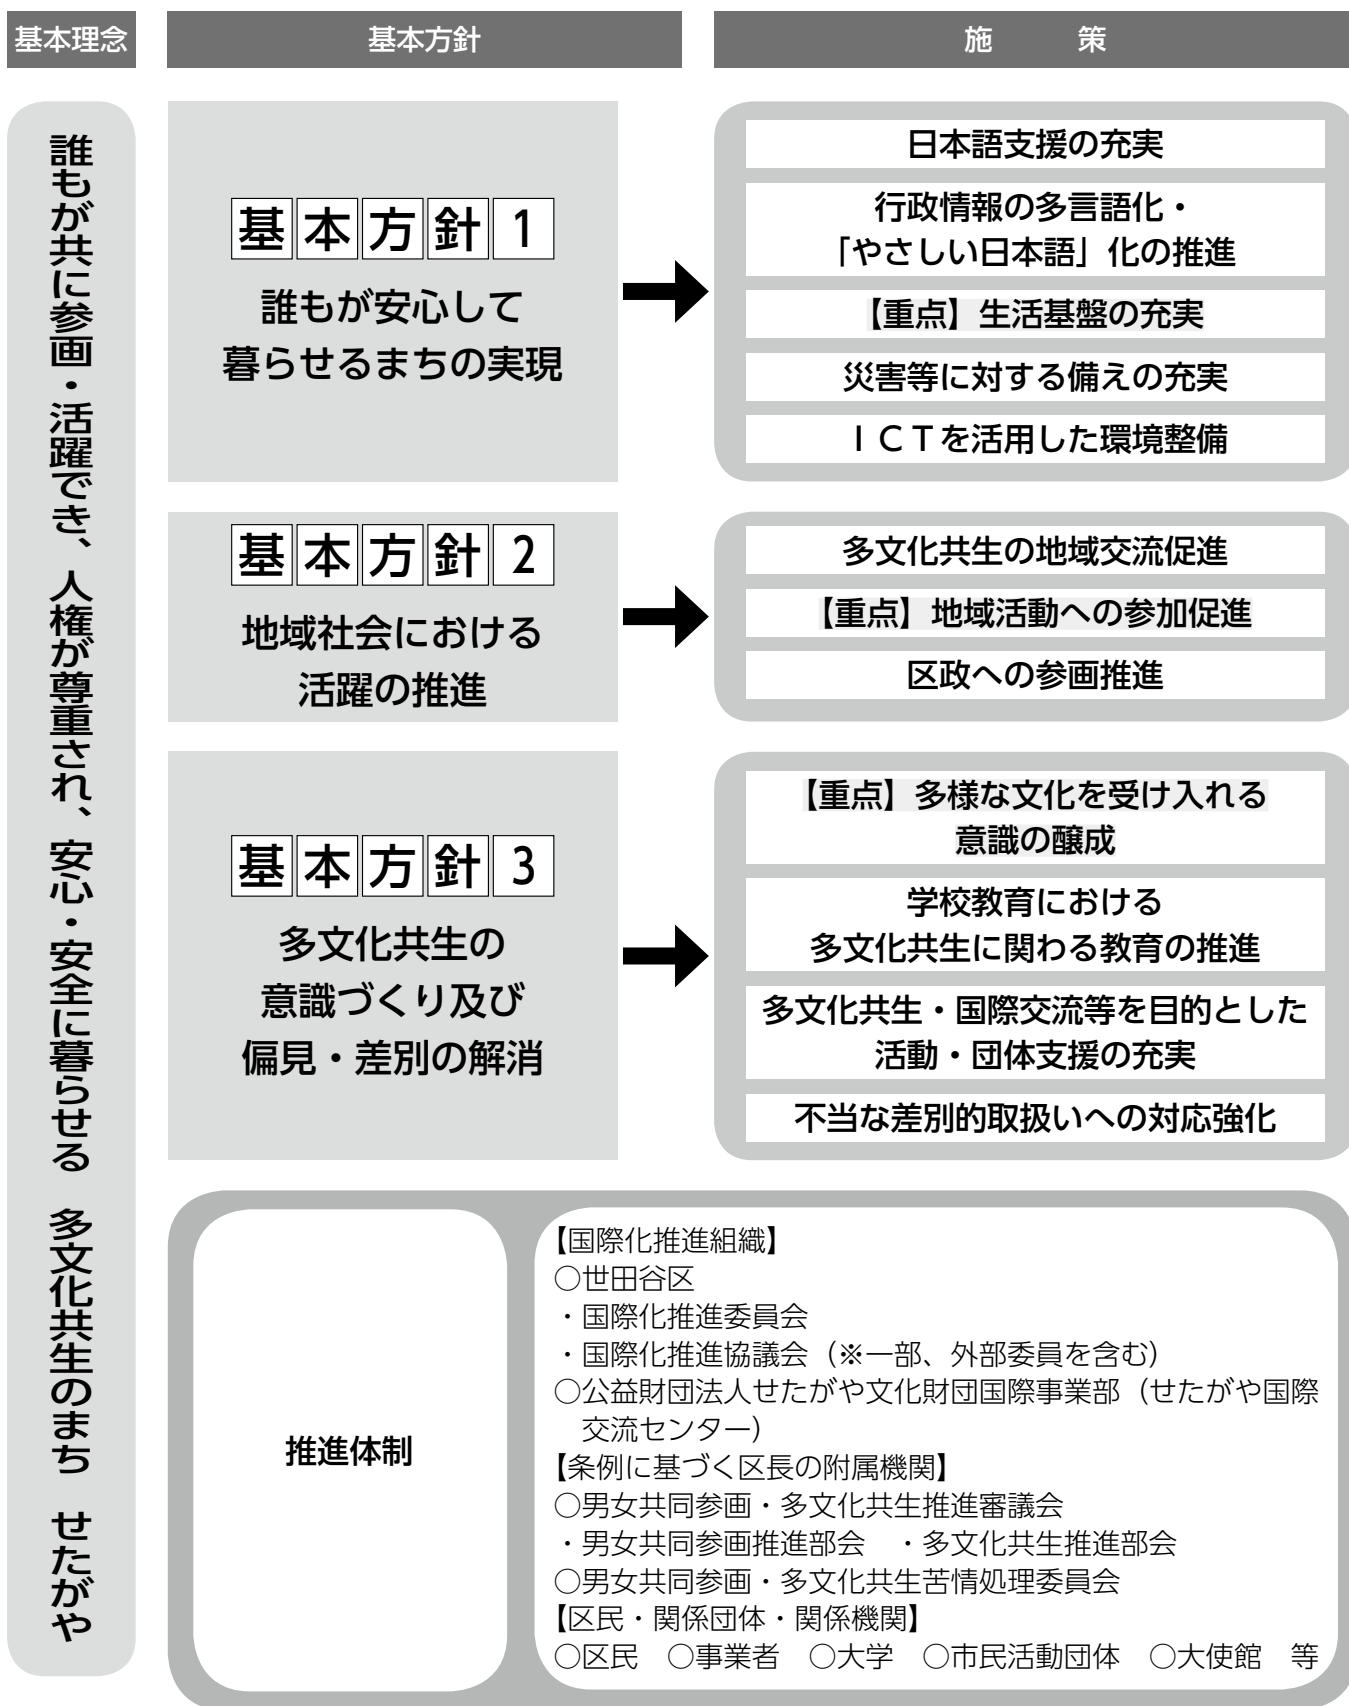 基本理念
基本方針
施策
誰もが共に参画・活躍でき、人権が尊重され、安心・安全に暮らせる　多文化共生のまち　せたがや
基本方針1
誰もが安心して
暮らせるまちの実現
日本語支援の充実
行政情報の多言語化・
「やさしい日本語」化の推進
【重点】生活基盤の充実
災害等に対する備えの充実
ＩＣＴを活用した環境整備
基本方針2
地域社会における
活躍の推進
多文化共生の地域交流促進
【重点】地域活動への参加促進
区政への参画推進
基本方針3
多文化共生の
意識づくり及び
偏見・差別の解消
【重点】多様な文化を受け入れる
意識の醸成
学校教育における
多文化共生に関わる教育の推進
多文化共生・国際交流等を目的とした
活動・団体支援の充実
不当な差別的取扱いへの対応強化
推進体制
【国際化推進組織】
○世田谷区
・国際化推進委員会
・国際化推進協議会（※一部、外部委員を含む）
○公益財団法人せたがや文化財団国際事業部（せたがや国際
交流センター）
【条例に基づく区長の附属機関】
○男女共同参画・多文化共生推進審議会
・男女共同参画推進部会　・多文化共生推進部会
○男女共同参画・多文化共生苦情処理委員会
【区民・関係団体・関係機関】
○区民　○事業者　○大学　○市民活動団体　○大使館　等